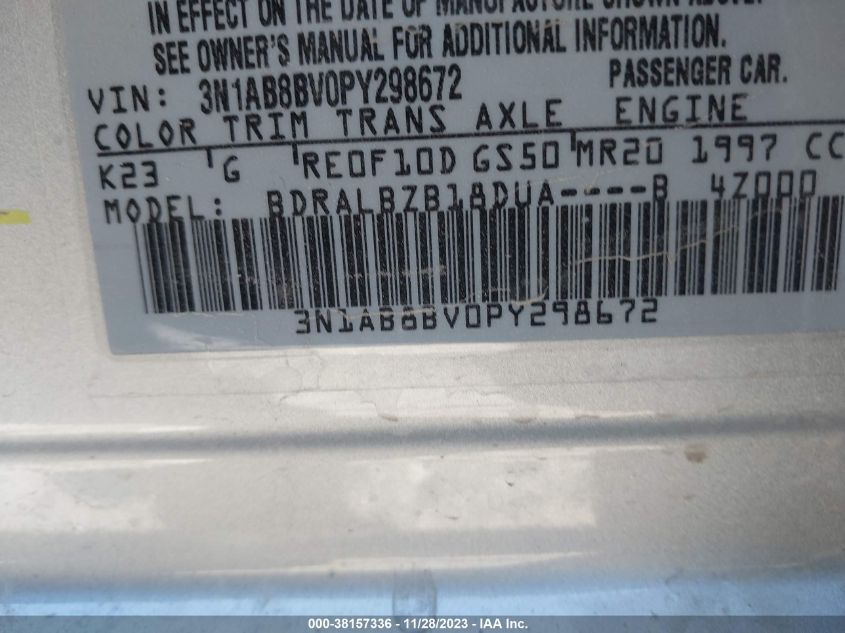 IN EFFECT ON THE DATE OF MANUFACTURE SHOWN ABOVE.
SEE OWNER'S MANUAL FOR ADDITIONAL INFORMATION.
VIN: 3N1AB8BV0PY298672 PASSENGER CAR.
COLOR TRIM TRANS AXLE ENGINE
K23 G RE0F10D GS50 MR20 1997 CC
MODEL: BDRALBZB18DUA----B 4Z000
3N1AB8BV0PY298672
000-38157336 - 11/28/2023 - IAA Inc.